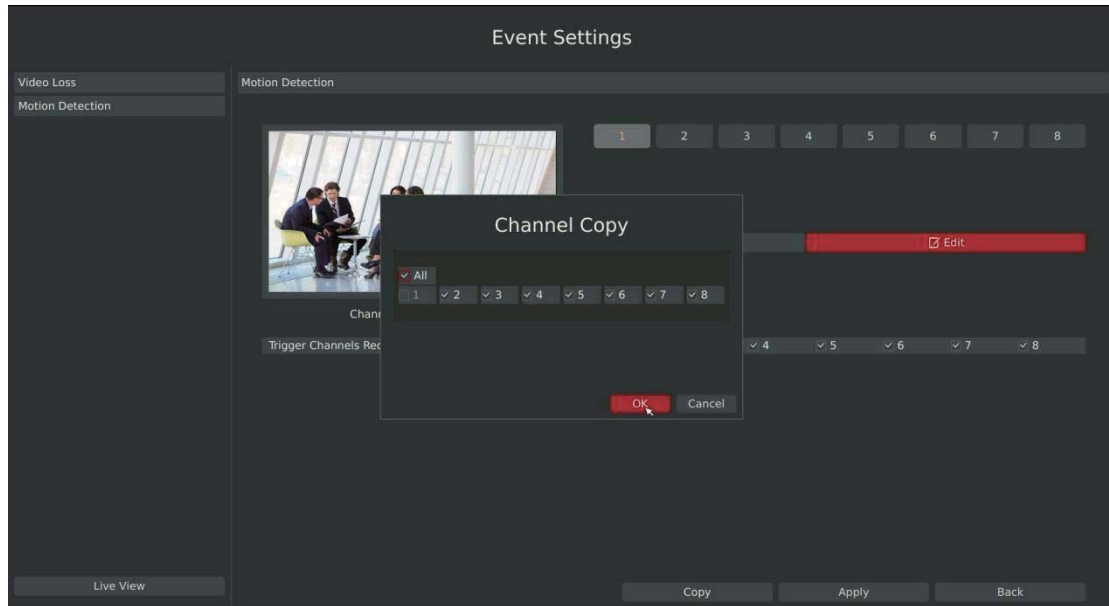 Event Settings
Video Loss
Motion Detection
Motion Detection
1 2 3 4 5 6 7 8
Channel Copy
Edit
All
1 2 3 4 5 6 7 8
Trigger Channels 4 5 6 7 8
OK Cancel
Live View
Copy Apply Back